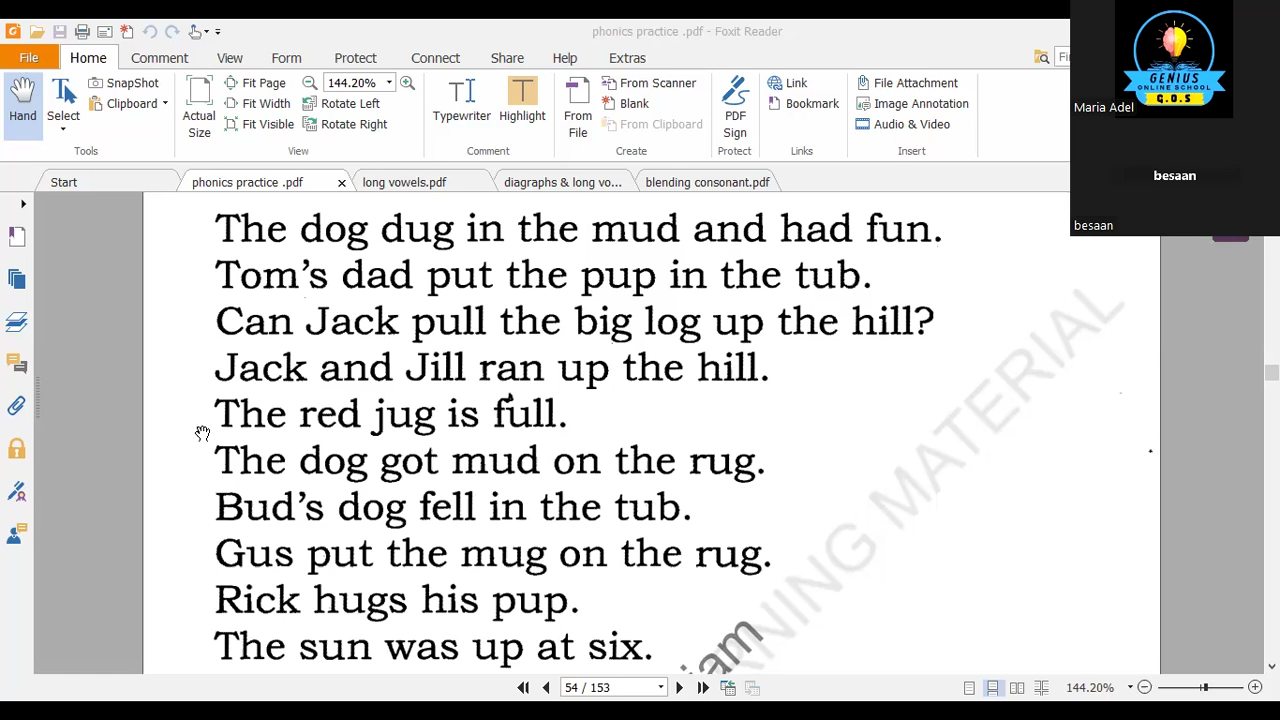 phonics practice .pdf - Foxit Reader
File Home Comment View Form Protect Connect Share Help Extras
Hand
Select
SnapShot
Clipboard
Tools
Actual
Size
Fit Page
Fit Width
Fit Visible
144.20%
Rotate Left
Rotate Right
View
Typewriter
Highlight
Comment
From
File
From Scanner
Blank
From Clipboard
Create
PDF
Sign
Protect
Link
Bookmark
Links
File Attachment
Image Annotation
Audio & Video
Insert
GENIUS
ONLINE SCHOOL
G.O.S
Maria Adel
besaan
besaan
Start phonics practice .pdf long vowels.pdf diagraphs & long vo... blending consonant.pdf
The dog dug in the mud and had fun.
Tom's dad put the pup in the tub.
Can Jack pull the big log up the hill?
Jack and Jill ran up the hill.
The red jug is full.
The dog got mud on the rug.
Bud's dog fell in the tub.
Gus put the mug on the rug.
Rick hugs his pup.
The sun was up at six.
MATERIAL
54 / 153
144.20%